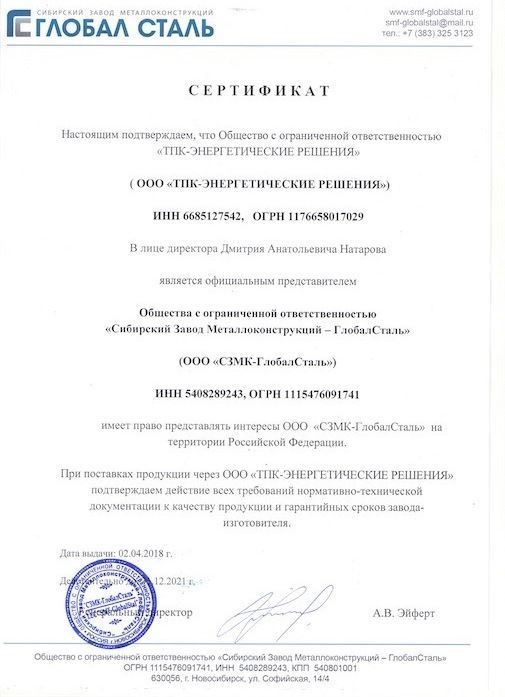 СИБИРСКИЙ ЗАВОД МЕТАЛЛОКОНСТРУКЦИЙ
ГЛОБАЛ СТАЛЬ
www.smf-globalstal.ru
smf-globalstal@mail.ru
тел.: +7 (383) 325 3123
СЕРТИФИКАТ
Настоящим подтверждаем, что Общество с ограниченной ответственностью
«ТПК-ЭНЕРГЕТИЧЕСКИЕ РЕШЕНИЯ»
( ООО «ТПК-ЭНЕРГЕТИЧЕСКИЕ РЕШЕНИЯ»)
ИНН 6685127542, ОГРН 1176658017029
В лице директора Дмитрия Анатольевича Натарова
является официальным представителем
Общества с ограниченной ответственностью
«Сибирский Завод Металлоконструкций – ГлобалСталь»
(ООО «СЗМК-ГлобалСталь»)
ИНН 5408289243, ОГРН 1115476091741
имеет право представлять интересы ООО «СЗМК-ГлобалСталь» на
территории Российской Федерации.
При поставках продукции через ООО «ТПК-ЭНЕРГЕТИЧЕСКИЕ РЕШЕНИЯ»
подтверждаем действие всех требований нормативно-технической
документации к качеству продукции и гарантийных сроков завода-
изготовителя.
Дата выдачи: 02.04.2018 г.
12.2021 г.
директор
А.В. Эйферт
Общество с ограниченной ответственностью «Сибирский Завод Металлоконструкций – ГлобалСталь»
ОГРН 1115476091741, ИНН 5408289243, КПП 540801001
630056, г. Новосибирск, ул. Софийская, 14/4